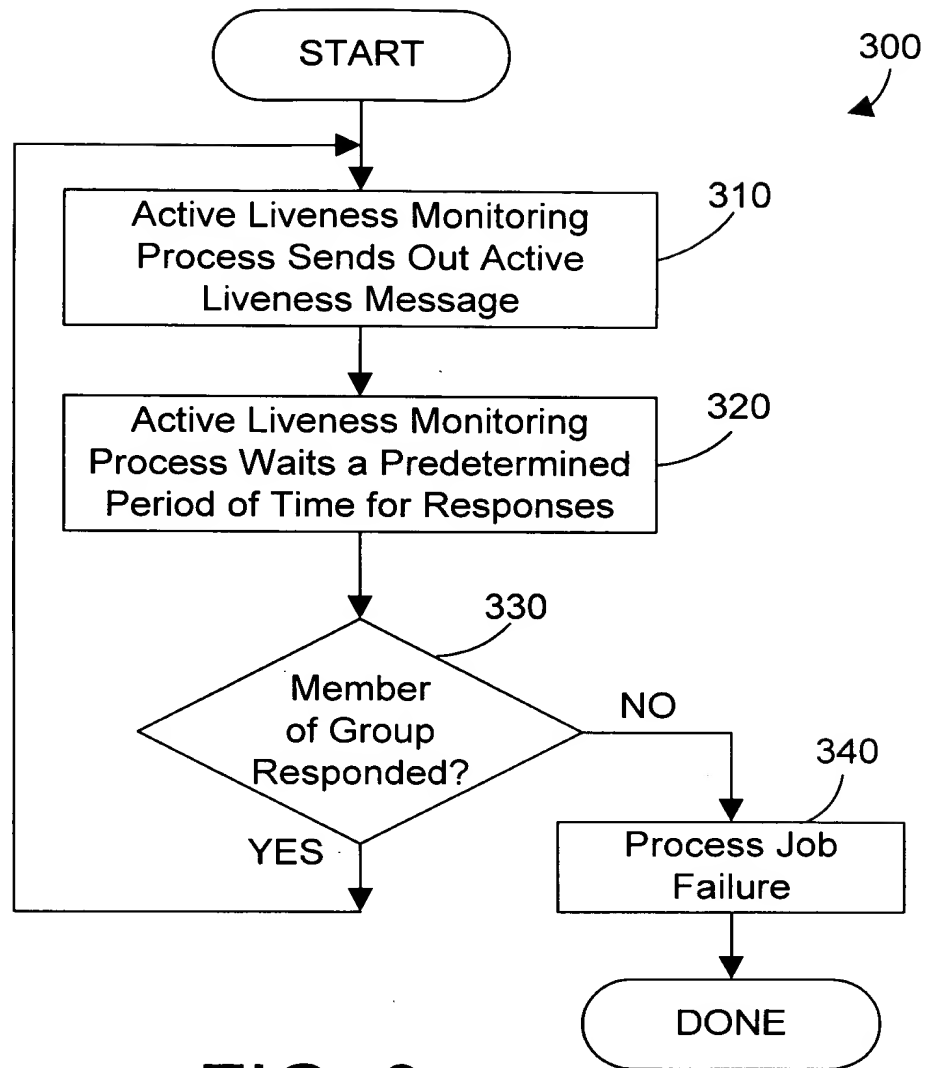 START
300
Active Liveness Monitoring
Process Sends Out Active
Liveness Message
310
Active Liveness Monitoring
Process Waits a Predetermined
Period of Time for Responses
320
330
Member
of Group
Responded?
NO
YES
340
Process Job
Failure
DONE